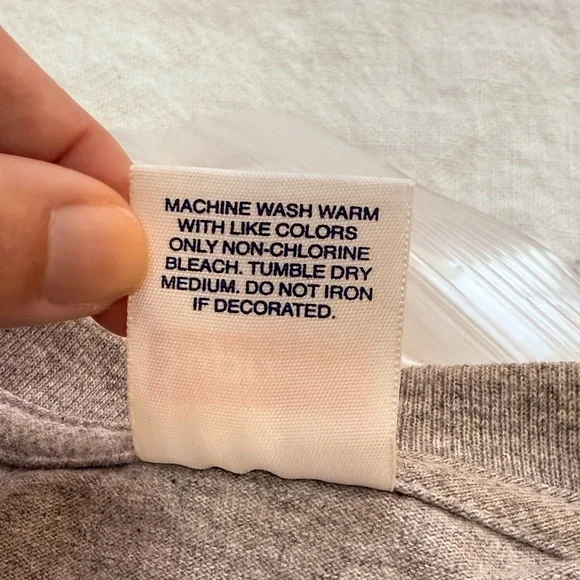 MACHINE WASH WARM
WITH LIKE COLORS
ONLY NON-CHLORINE
BLEACH. TUMBLE DRY
MEDIUM. DO NOT IRON
IF DECORATED.